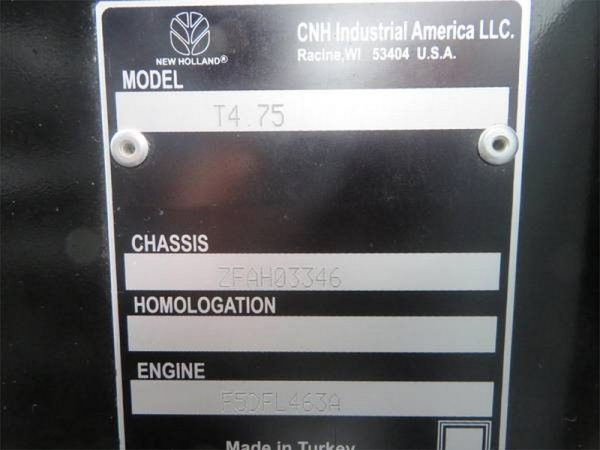 NEW HOLLAND®
CNH Industrial America LLC.
Racine, WI 53404 U.S.A.
MODEL
T4.75
CHASSIS
ZFAH03346
HOMOLOGATION
ENGINE
F5DFL463A
Made in Turkey